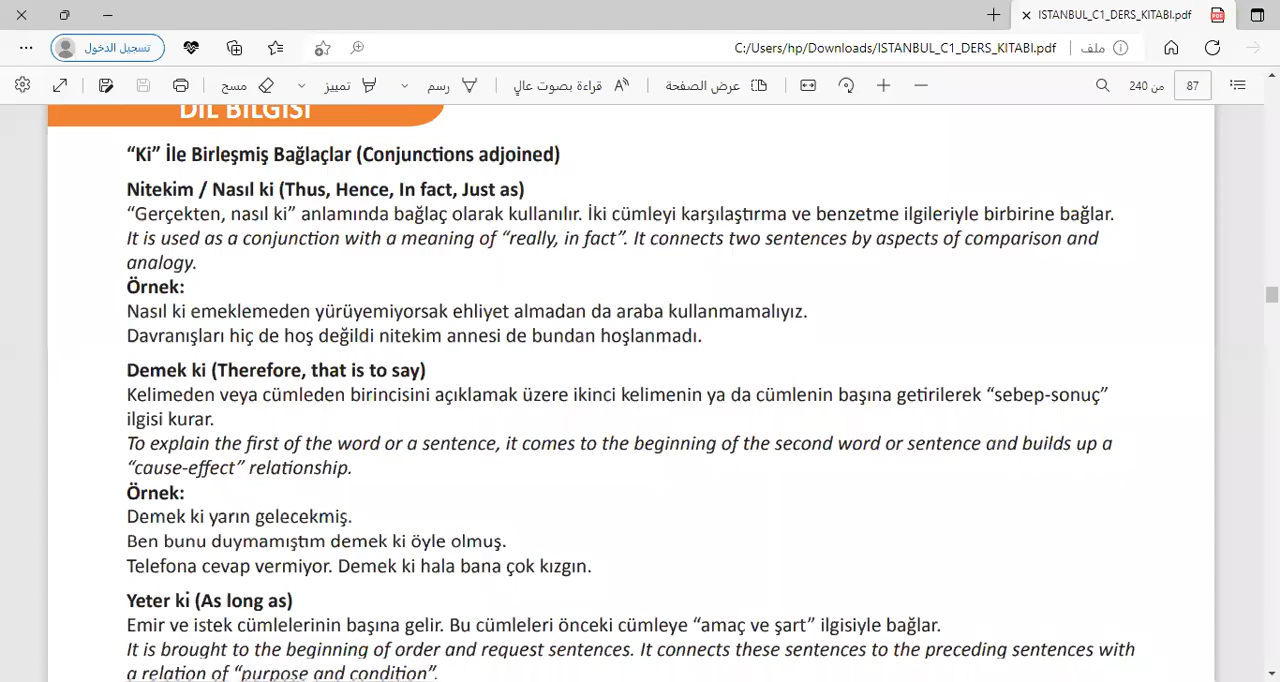 ISTANBUL_C1_DERS_KITABI.pdf
تسجيل الدخول
C:/Users/hp/Downloads/ISTANBUL_C1_DERS_KITABI.pdf
ملف
مسح
تمييز
رسم
قراءة بصوت عالٍ
عرض الصفحة
من 240
87
DİL BİLGİSİ
“Ki” İle Birleşmiş Bağlaçlar (Conjunctions adjoined)
Nitekim / Nasıl ki (Thus, Hence, In fact, Just as)
“Gerçekten, nasıl ki” anlamında bağlaç olarak kullanılır. İki cümleyi karşılaştırma ve benzetme ilgileriyle birbirine bağlar.
It is used as a conjunction with a meaning of “really, in fact”. It connects two sentences by aspects of comparison and
analogy.
Örnek:
Nasıl ki emeklemeden yürüyemiyorsak ehliyet almadan da araba kullanmamalıyız.
Davranışları hiç de hoş değildi nitekim annesi de bundan hoşlanmadı.
Demek ki (Therefore, that is to say)
Kelimeden veya cümleden birincisini açıklamak üzere ikinci kelimenin ya da cümlenin başına getirilerek “sebep-sonuç”
ilgisi kurar.
To explain the first of the word or a sentence, it comes to the beginning of the second word or sentence and builds up a
“cause-effect” relationship.
Örnek:
Demek ki yarın gelecekmiş.
Ben bunu duymamıştım demek ki öyle olmuş.
Telefona cevap vermiyor. Demek ki hala bana çok kızgın.
Yeter ki (As long as)
Emir ve istek cümlelerinin başına gelir. Bu cümleleri önceki cümleye “amaç ve şart” ilgisiyle bağlar.
It is brought to the beginning of order and request sentences. It connects these sentences to the preceding sentences with
a relation of “purpose and condition”.